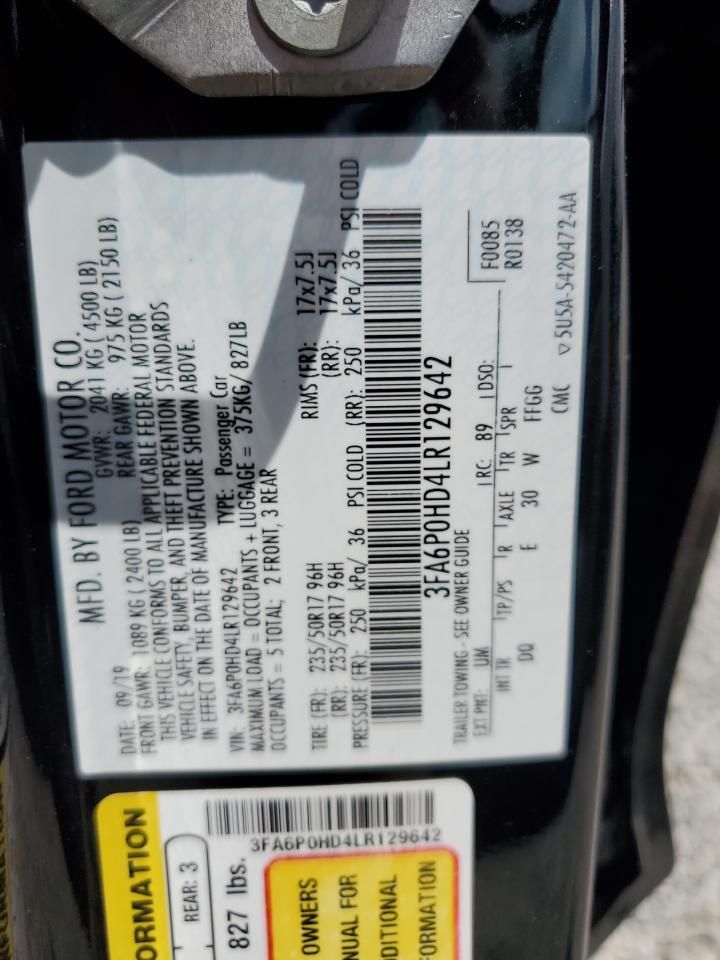 MFD. BY FORD MOTOR CO.
DATE: 09/19 GVWR: 2041 KG ( 4500 LB)
FRONT GAWR: 1089 KG ( 2400 LB) REAR GAWR: 975 KG ( 2150 LB)
THIS VEHICLE CONFORMS TO ALL APPLICABLE FEDERAL MOTOR
VEHICLE SAFETY, BUMPER, AND THEFT PREVENTION STANDARDS
IN EFFECT ON THE DATE OF MANUFACTURE SHOWN ABOVE.
VIN: 3FA6P0HD4LR129642 TYPE: Passenger Car
MAXIMUM LOAD = OCCUPANTS + LUGGAGE = 375KG/ 827LB
OCCUPANTS = 5 TOTAL; 2 FRONT, 3 REAR
TIRE (FR): 235/50R17 96H RIMS (FR): 17x7.5J
(RR): 235/50R17 96H (RR): 17x7.5J
PRESSURE (FR): 250 kPa/ 36 PSI COLD (RR): 250 kPa/ 36 PSI COLD
3FA6P0HD4LR129642
TRAILER TOWING - SEE OWNER GUIDE
EXT PNT: UM RC: 89 DSO: F0085
R0138
INT TR TP/PS R AXLE TR SPR
DQ E 30 W FFGG
CMC ▽5U5A-5420472-AA
ORMATION
REAR: 3
827 lbs.
3FA6P0HD4LR129642
OWNERS
NUAL FOR
DITIONAL
FORMATION